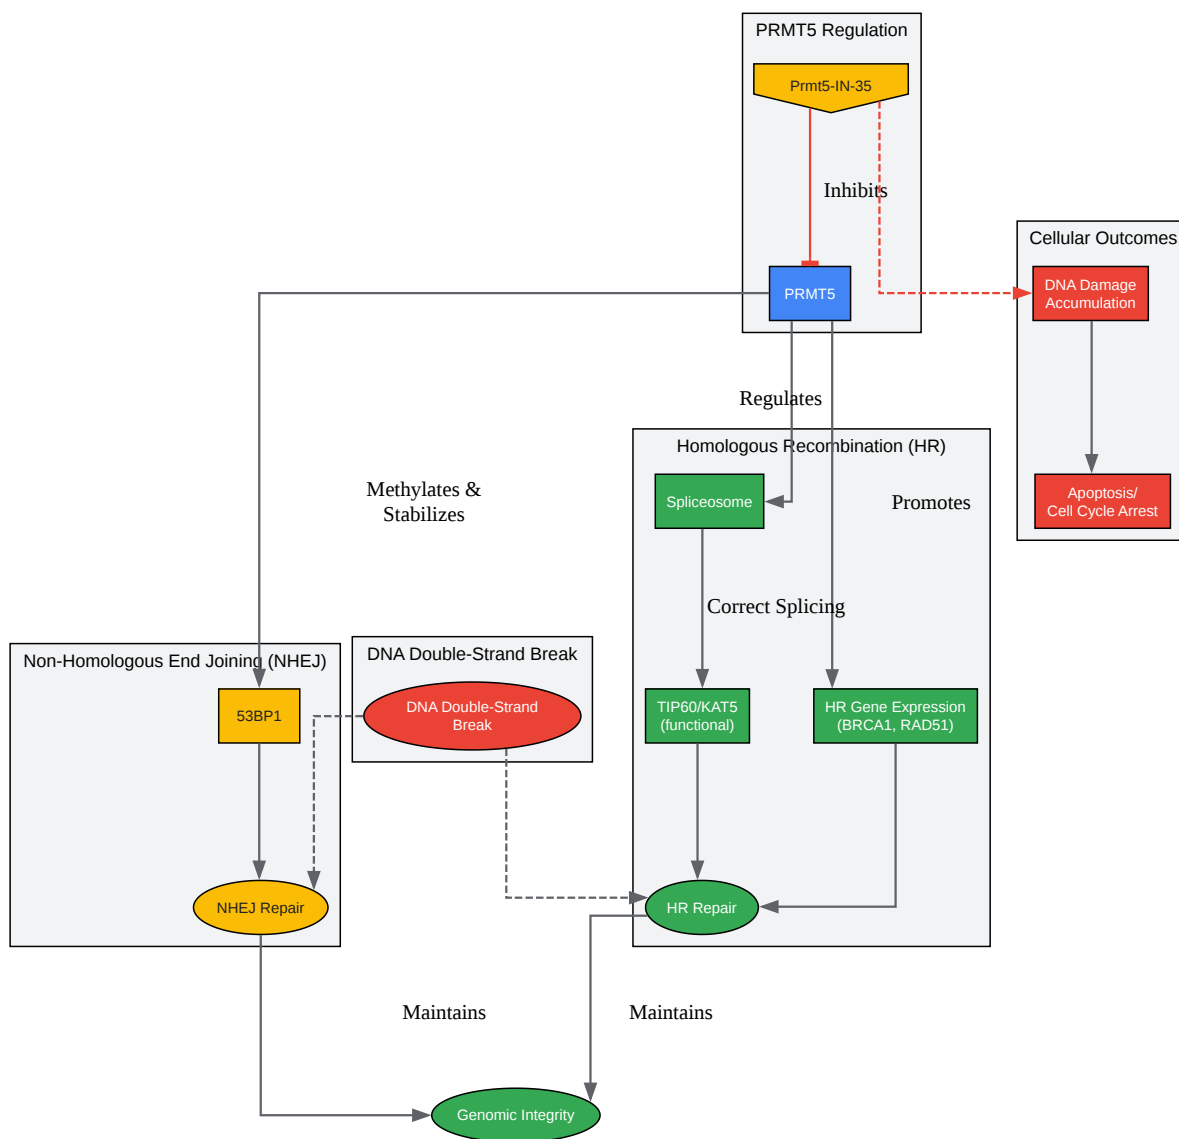 PRMT5 Regulation
Prmt5-IN-35
Inhibits
Cellular Outcomes
DNA Damage
Accumulation
PRMT5
Regulates
Homologous Recombination (HR)
Methylates &
Stabilizes
Spliceosome
Promotes
Apoptosis/
Cell Cycle Arrest
Correct Splicing
Non-Homologous End Joining (NHEJ)
DNA Double-Strand Break
53BP1
DNA Double-Strand
Break
TIP60/KAT5
(functional)
HR Gene Expression
(BRCA1, RAD51)
NHEJ Repair
HR Repair
Maintains
Maintains
Genomic Integrity